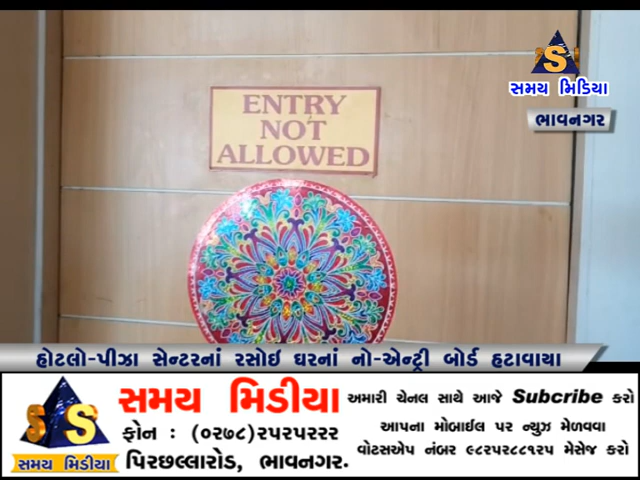 S
સમય મિડિયા
ભાવનગર
ENTRY
NOT
ALLOWED
હોટલો-પીઝા સેન્ટરનાં રસોઇ ઘરનાં નો-એન્ટ્રી બોર્ડ હટાવાયા
સમય મિડીયા
ફોન : (૦૨૭૮)૨૫૨૫૨૨૨
પિરછલ્લારોડ, ભાવનગર.
અમારી ચેનલ સાથે આજે Subcribe કરો
આપના મોબાઈલ પર ન્યુઝ મેળવવા
વોટસએપ નંબર ૯૮૨૫૨૮૮૧૨૫ મેસેજ કરો
S S
સમય મિડીયા